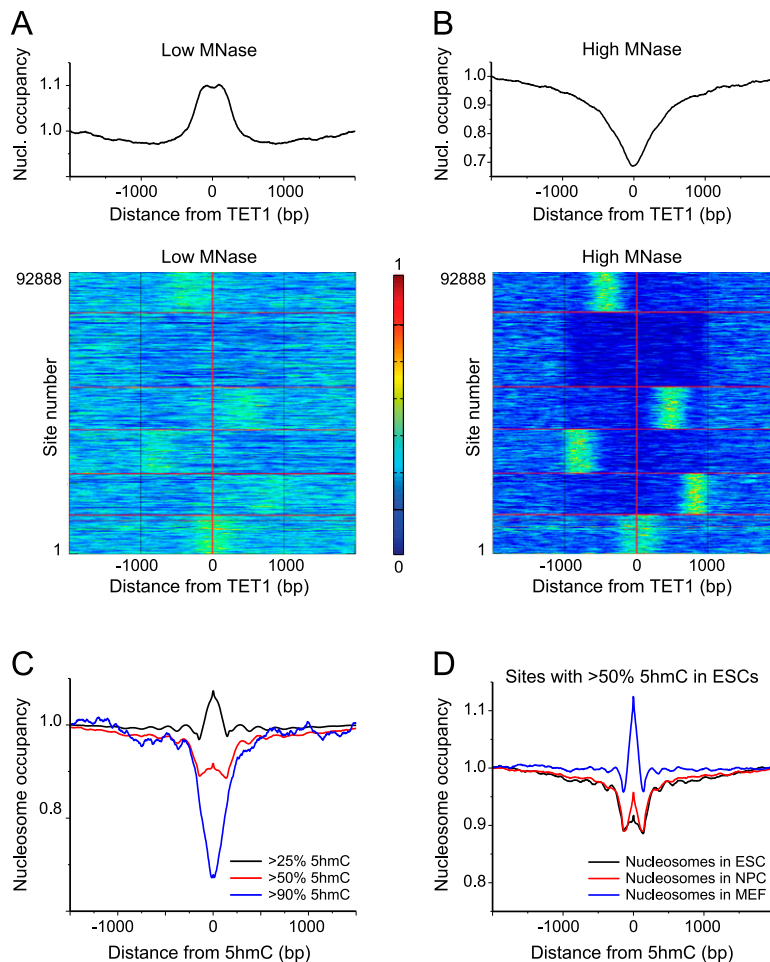 A
Low MNase
Nucl. occupancy
1.1
1.0
-1000
0
1000
Distance from TET1 (bp)
B
High MNase
Nucl. occupancy
1.0
0.9
0.8
0.7
-1000
0
1000
Distance from TET1 (bp)
Low MNase
92888
Site number
1
-1000
0
1000
Distance from TET1 (bp)
1
0
High MNase
92888
Site number
1
-1000
0
1000
Distance from TET1 (bp)
C
Nucleosome occupancy
1.0
0.8
>25% 5hmC
>50% 5hmC
>90% 5hmC
-1000
0
1000
Distance from 5hmC (bp)
D
Sites with >50% 5hmC in ESCs
Nucleosome occupancy
1.1
1.0
0.9
0.8
Nucleosomes in ESC
Nucleosomes in NPC
Nucleosomes in MEF
-1000
0
1000
Distance from 5hmC (bp)